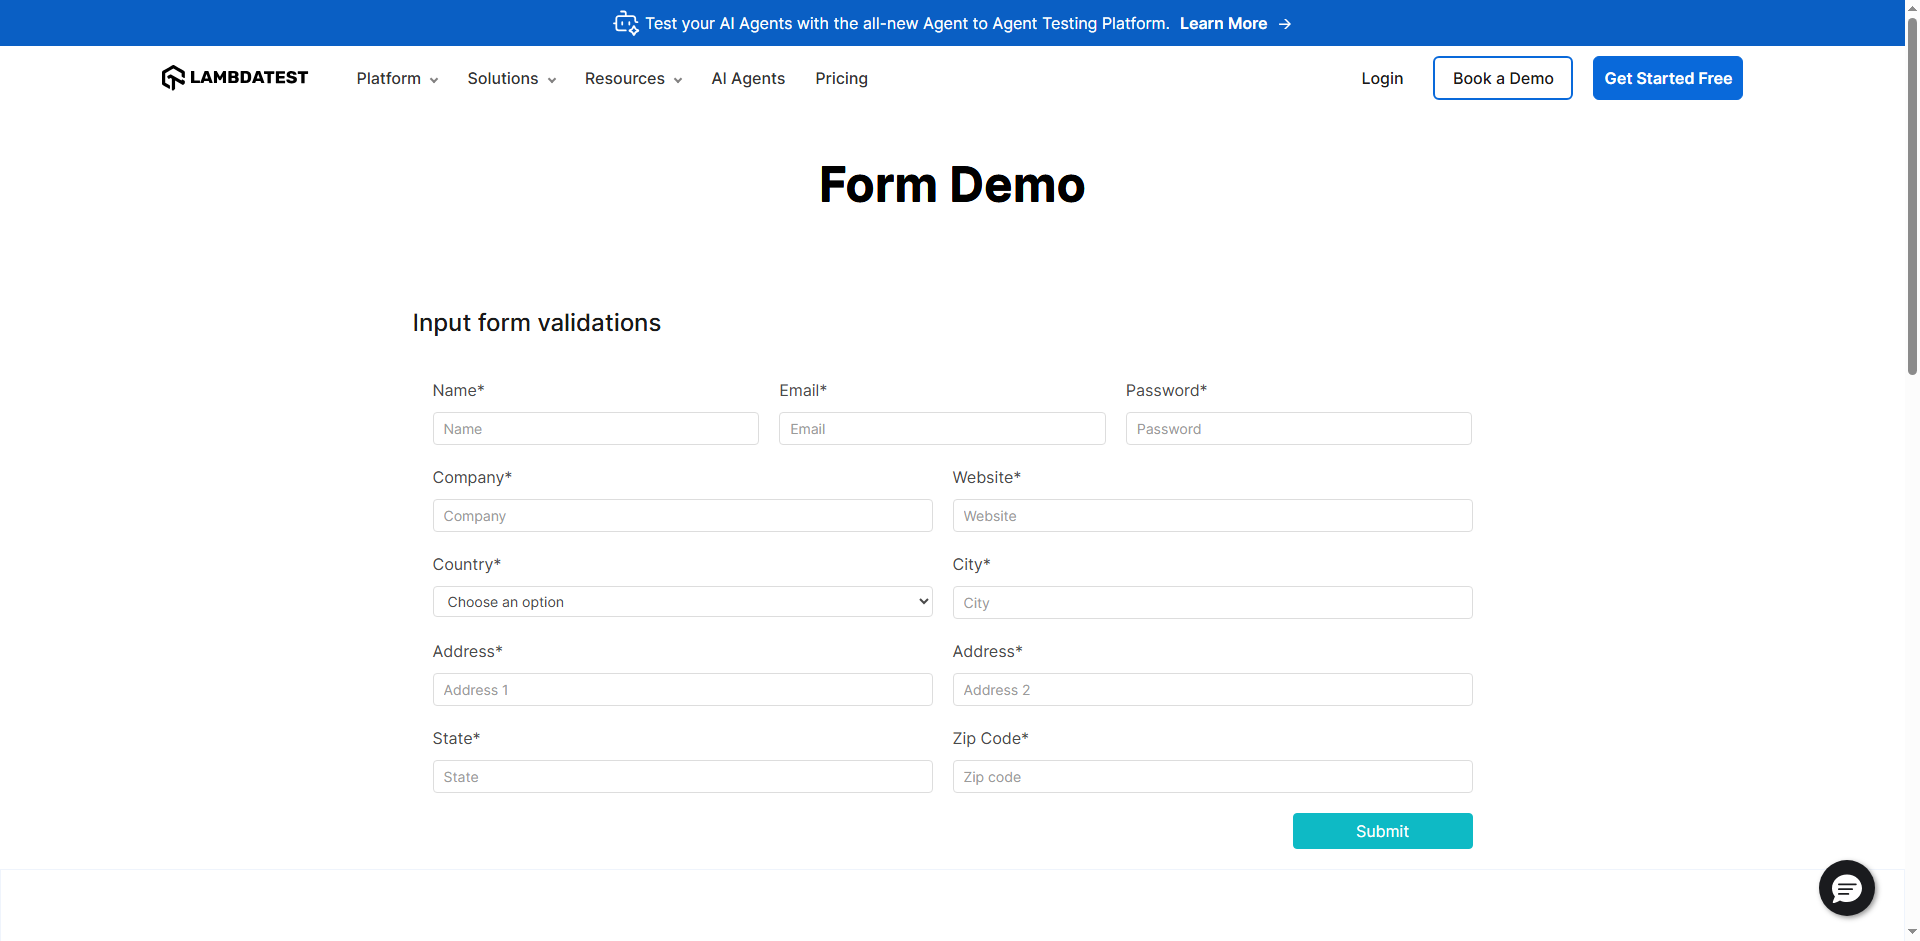 Test your AI Agents with the all-new Agent to Agent Testing Platform. Learn More →
LAMBDATEST Platform Solutions Resources AI Agents Pricing Login Book a Demo Get Started Free
Form Demo
Input form validations
Name* Email* Password*
Name Email Password
Company* Website*
Company Website
Country* City*
Choose an option City
Address* Address*
Address 1 Address 2
State* Zip Code*
State Zip code
Submit